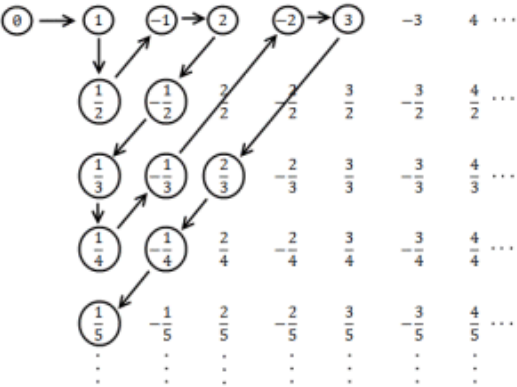 0 1 −1 2 −2 3 −3 4 ⋯
1/2 −1/2 2/2 −2/2 3/2 −3/2 4/2 ⋯
1/3 −1/3 2/3 −2/3 3/3 −3/3 4/3 ⋯
1/4 −1/4 2/4 −2/4 3/4 −3/4 4/4 ⋯
1/5 −1/5 2/5 −2/5 3/5 −3/5 4/5 ⋯
⋮ ⋮ ⋮ ⋮ ⋮ ⋮ ⋮